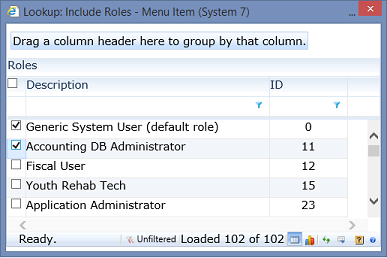 Lookup: Include Roles - Menu Item (System 7)
Drag a column header here to group by that column.
Roles
Description ID
Generic System User (default role) 0
Accounting DB Administrator 11
Fiscal User 12
Youth Rehab Tech 15
Application Administrator 23
Ready. Unfiltered Loaded 102 of 102